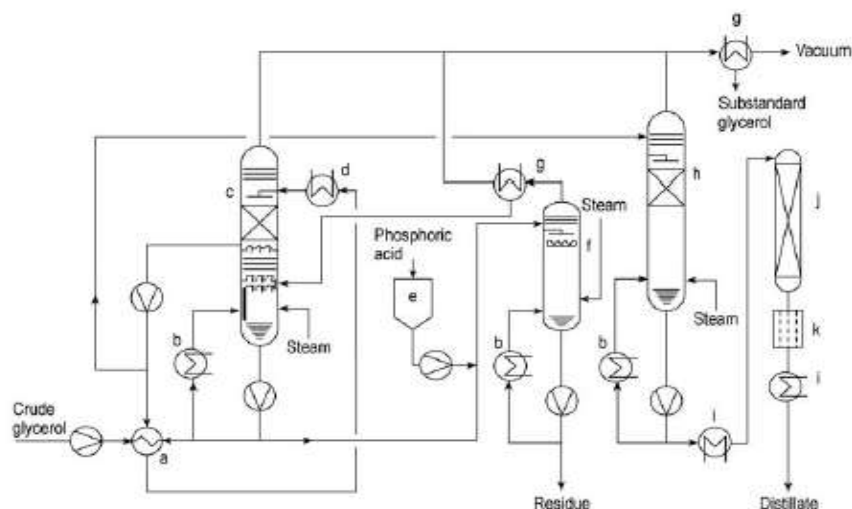 g
Vacuum
Substandard
glycerol
d
c
g
h
Steam
j
Phosphoric
acid
f
e
Steam
Steam
k
b
b
b
i
Crude
glycerol
a
Residue
Distillate